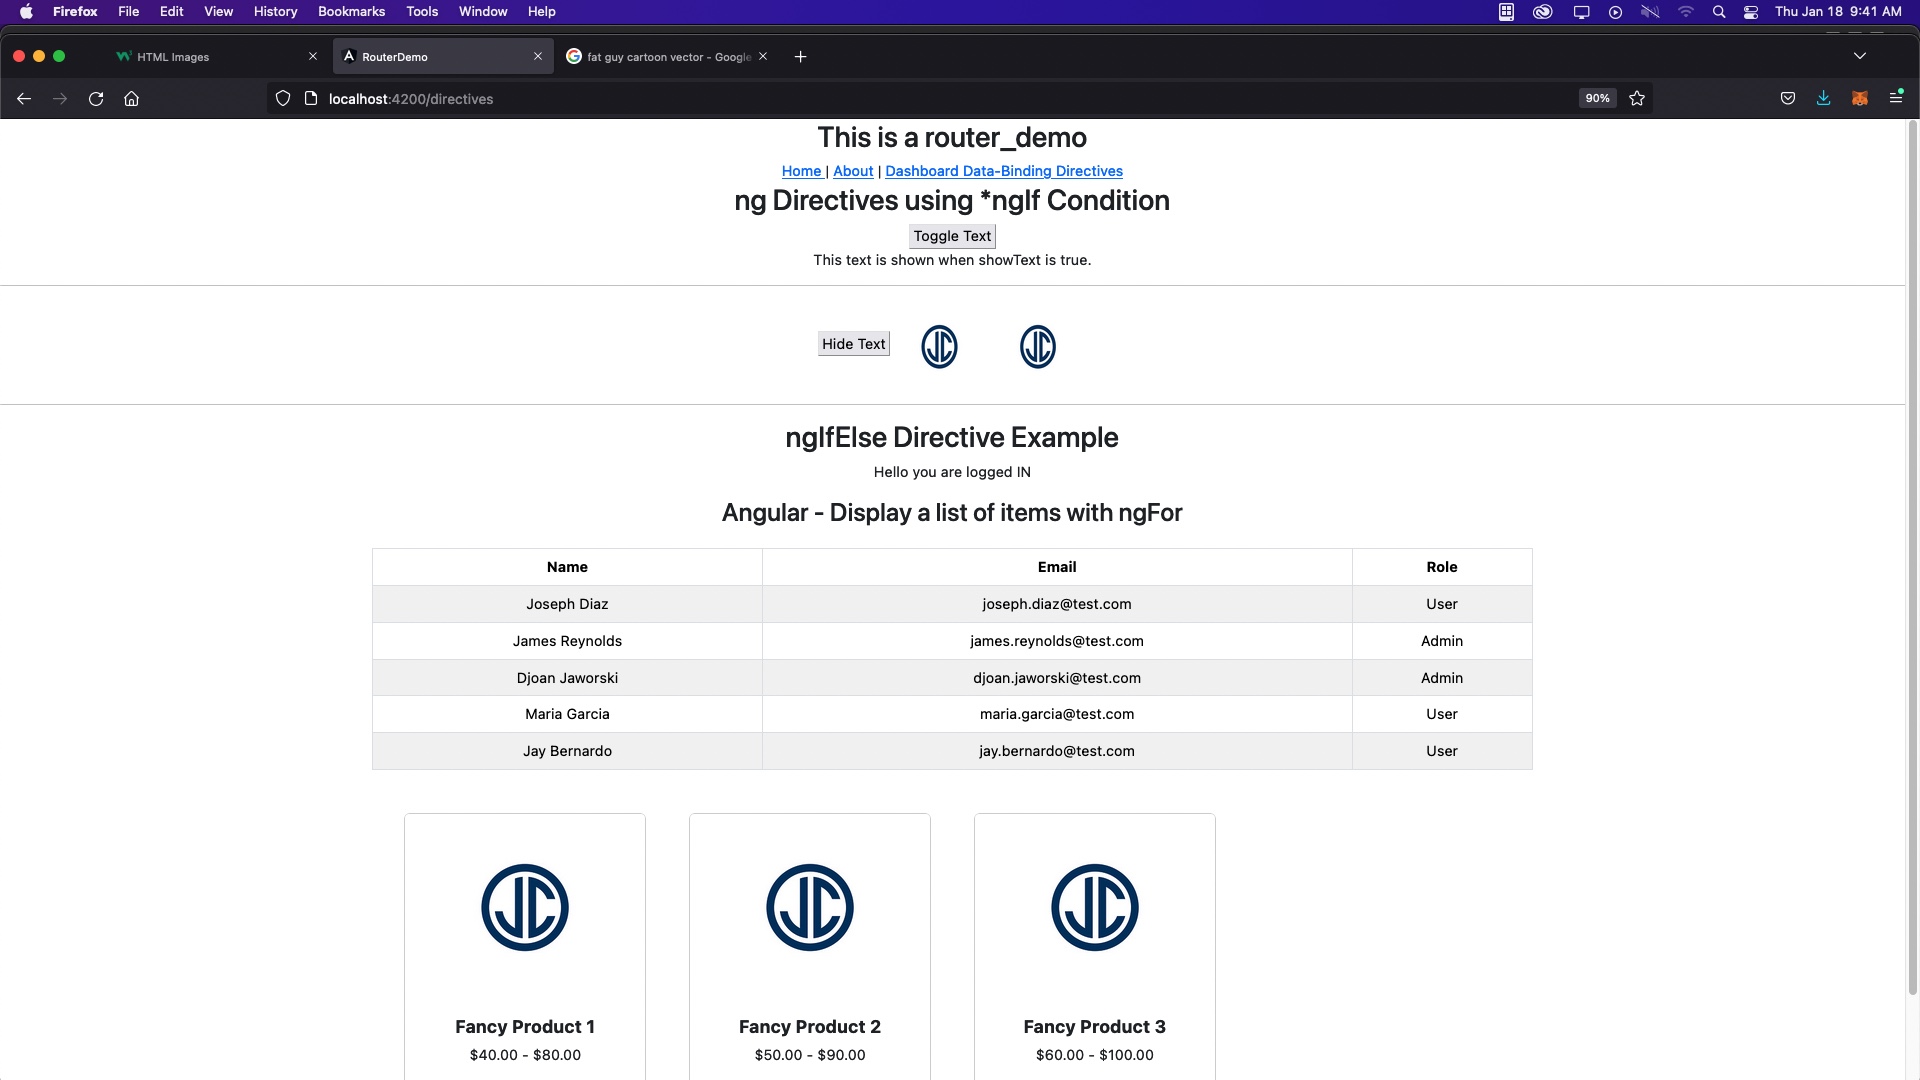 Firefox File Edit View History Bookmarks Tools Window Help Thu Jan 18 9:41 AM
HTML Images RouterDemo fat guy cartoon vector - Google
localhost:4200/directives 90%
This is a router_demo
Home | About | Dashboard Data-Binding Directives
ng Directives using *ngIf Condition
Toggle Text
This text is shown when showText is true.
Hide Text JC JC
ngIfElse Directive Example
Hello you are logged IN
Angular - Display a list of items with ngFor
Name Email Role
Joseph Diaz joseph.diaz@test.com User
James Reynolds james.reynolds@test.com Admin
Djoan Jaworski djoan.jaworski@test.com Admin
Maria Garcia maria.garcia@test.com User
Jay Bernardo jay.bernardo@test.com User
JC JC JC
Fancy Product 1 Fancy Product 2 Fancy Product 3
$40.00 - $80.00 $50.00 - $90.00 $60.00 - $100.00